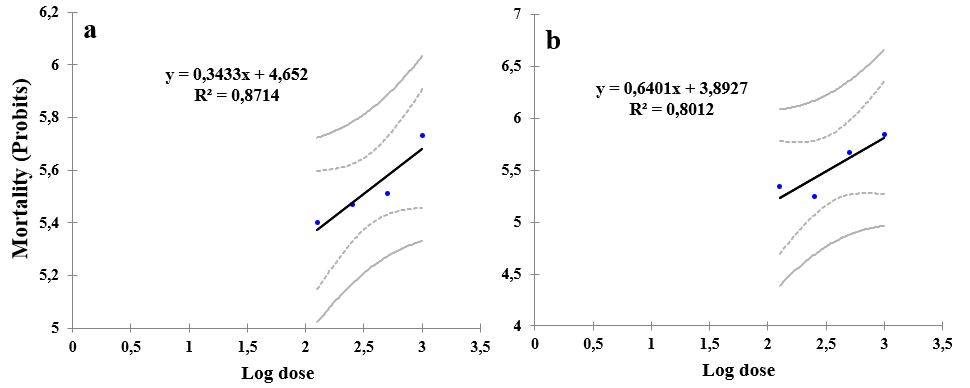 a
y = 0,3433x + 4,652
R² = 0,8714
Mortality (Probits)
6,2
6
5,8
5,6
5,4
5,2
5
0 0,5 1 1,5 2 2,5 3 3,5
Log dose
b
y = 0,6401x + 3,8927
R² = 0,8012
7
6,5
6
5,5
5
4,5
4
0 0,5 1 1,5 2 2,5 3 3,5
Log dose